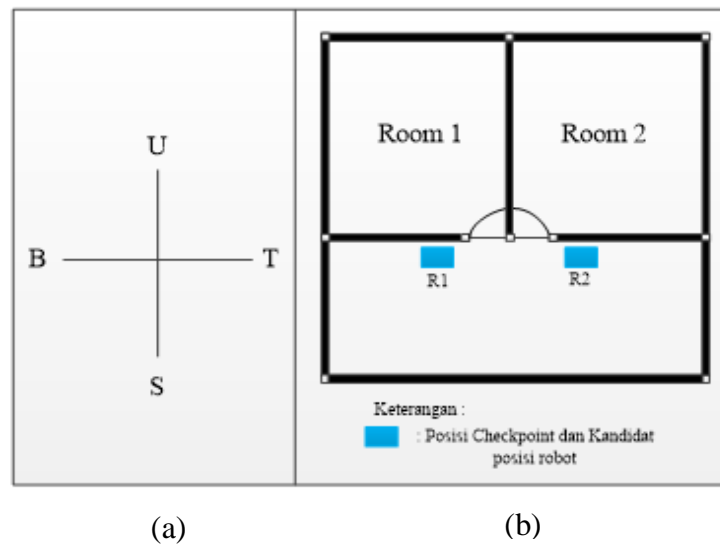 U
B
T
S
Room 1
Room 2
R1
R2
Keterangan :
: Posisi Checkpoint dan Kandidat
posisi robot
(a)
(b)